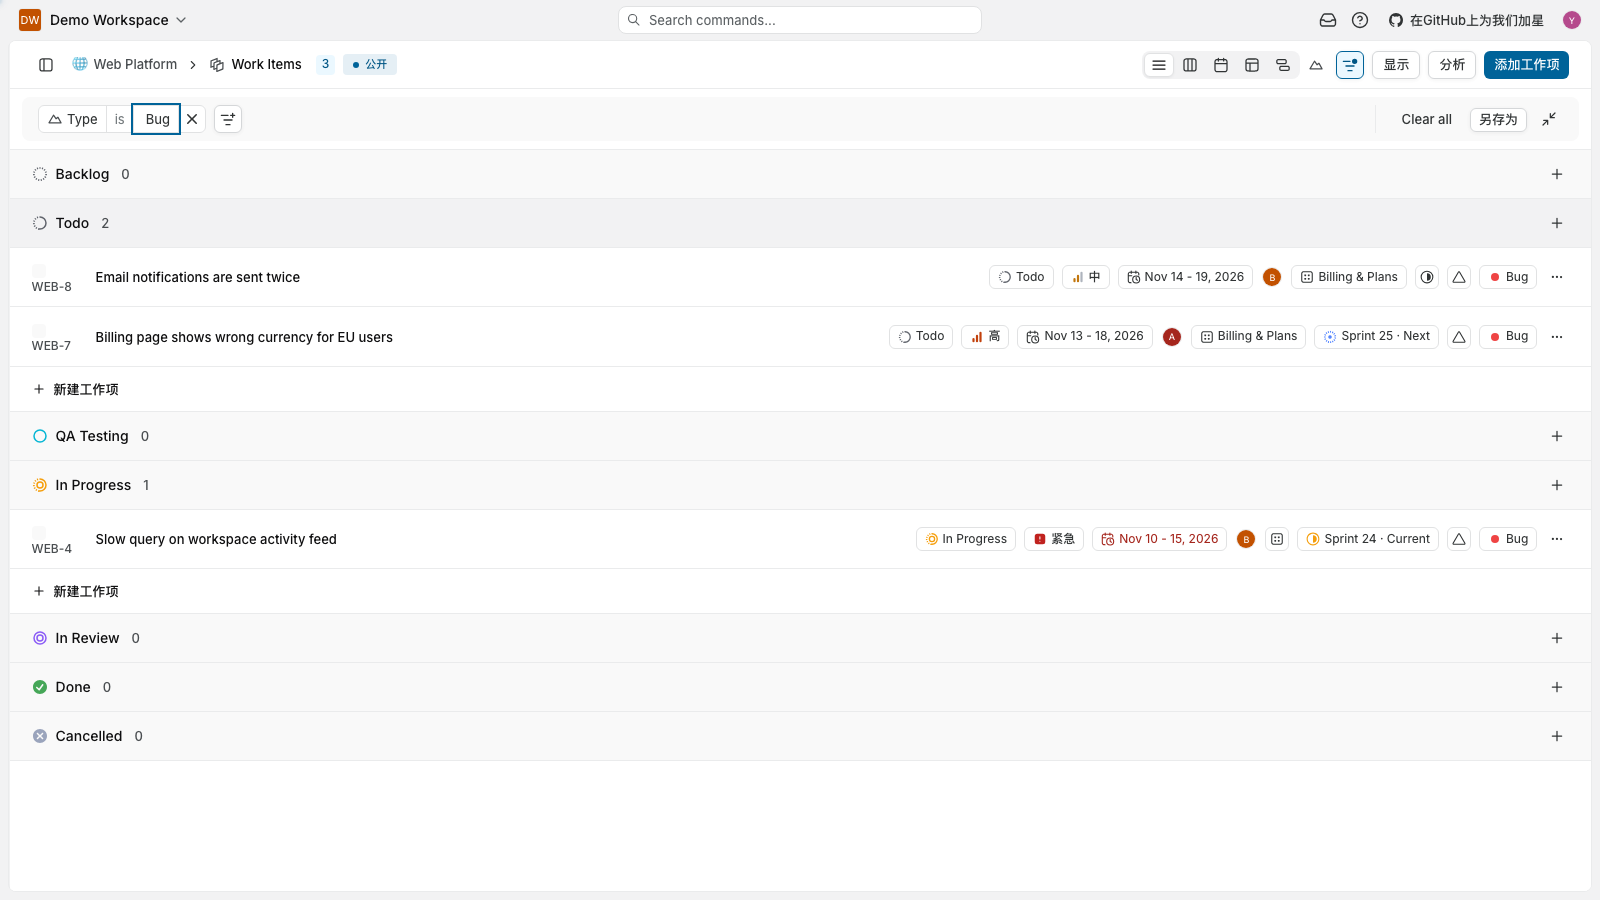 DW Demo Workspace Search commands... 在GitHub上为我们加星 Y
Web Platform Work Items 3 公开 显示 分析 添加工作项
Type is Bug Clear all 另存为
Backlog 0
Todo 2
WEB-8 Email notifications are sent twice Todo 中 Nov 14 - 19, 2026 B Billing & Plans Bug
WEB-7 Billing page shows wrong currency for EU users Todo 高 Nov 13 - 18, 2026 A Billing & Plans Sprint 25 · Next Bug
新建工作项
QA Testing 0
In Progress 1
WEB-4 Slow query on workspace activity feed In Progress 紧急 Nov 10 - 15, 2026 B Sprint 24 · Current Bug
新建工作项
In Review 0
Done 0
Cancelled 0